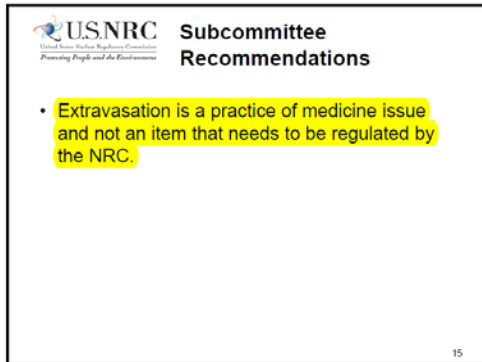 U.S.NRC
United States Nuclear Regulatory Commission
Protecting People and the Environment
Subcommittee
Recommendations
• Extravasation is a practice of medicine issue
and not an item that needs to be regulated by
the NRC.
15